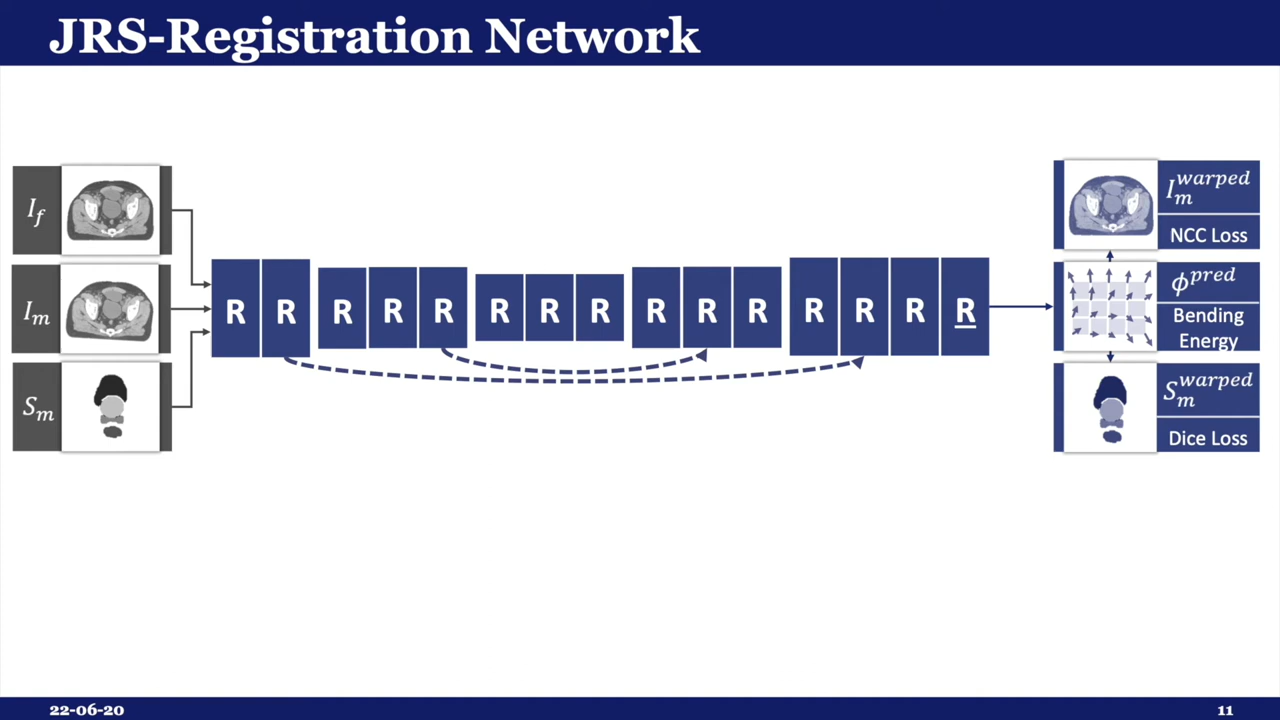 JRS-Registration Network
I_f
I_m
S_m
R R R R R R R R R R R R R R R
I_m^warped
NCC Loss
ϕ^pred
Bending
Energy
S_m^warped
Dice Loss
22-06-20
11